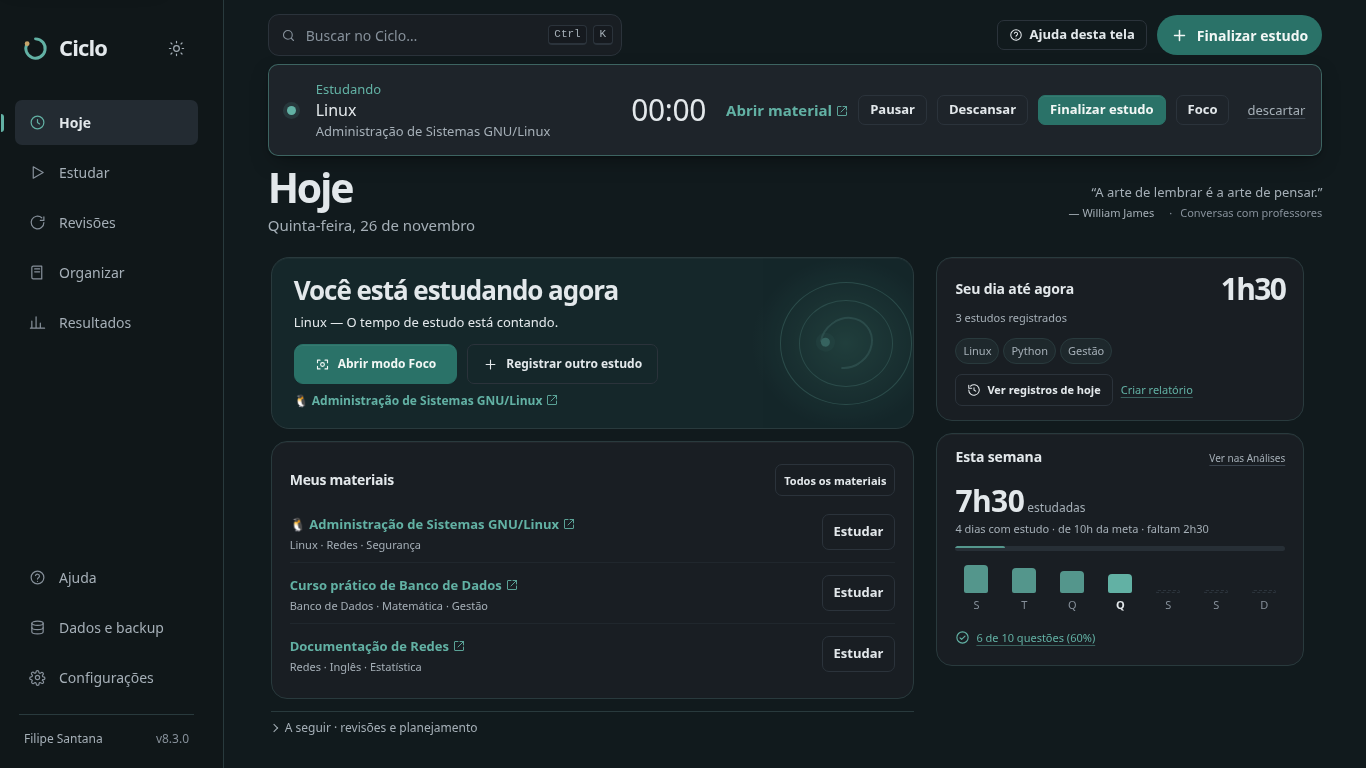 Ciclo
Hoje
Estudar
Revisões
Organizar
Resultados
Ajuda
Dados e backup
Configurações
Filipe Santana v8.3.0
Buscar no Ciclo… Ctrl K
Ajuda desta tela
Finalizar estudo
Estudando
Linux
Administração de Sistemas GNU/Linux
00:00
Abrir material
Pausar
Descansar
Finalizar estudo
Foco
descartar
Hoje
Quinta-feira, 26 de novembro
“A arte de lembrar é a arte de pensar.”
— William James · Conversas com professores
Você está estudando agora
Linux — O tempo de estudo está contando.
Abrir modo Foco
Registrar outro estudo
Administração de Sistemas GNU/Linux
Meus materiais
Todos os materiais
Administração de Sistemas GNU/Linux
Linux · Redes · Segurança
Estudar
Curso prático de Banco de Dados
Banco de Dados · Matemática · Gestão
Estudar
Documentação de Redes
Redes · Inglês · Estatística
Estudar
A seguir · revisões e planejamento
Seu dia até agora
1h30
3 estudos registrados
Linux Python Gestão
Ver registros de hoje
Criar relatório
Esta semana
Ver nas Análises
7h30 estudadas
4 dias com estudo · de 10h da meta · faltam 2h30
S T Q Q S S D
6 de 10 questões (60%)